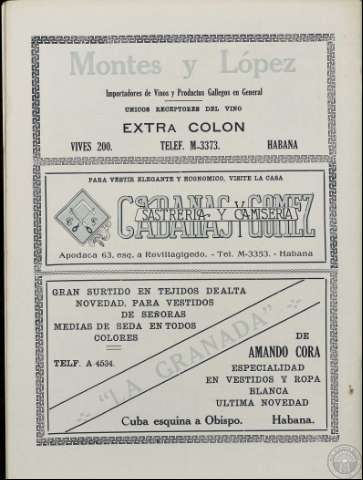 Montes y López
Importadores de Vinos y Productos Gallegos en General
UNICOS RECEPTORES DEL VINO
EXTRA COLON
VIVES 200. TELEF. M-3373. HABANA
PARA VESTIR ELEGANTE Y ECONOMICO, VISITE LA CASA
CABANAS Y GOMEZ
SASTRERIA Y CAMISERIA
Apodaca 63, esq. a Revillagigedo. - Tel. M-3353. - Habana
GRAN SURTIDO EN TEJIDOS DE ALTA
NOVEDAD, PARA VESTIDOS
DE SEÑORAS
MEDIAS DE SEDA EN TODOS
COLORES
TELF. A 4534.
"LA GRANADA"
DE
AMANDO CORA
ESPECIALIDAD
EN VESTIDOS Y ROPA
BLANCA
ULTIMA NOVEDAD
Cuba esquina a Obispo. Habana.